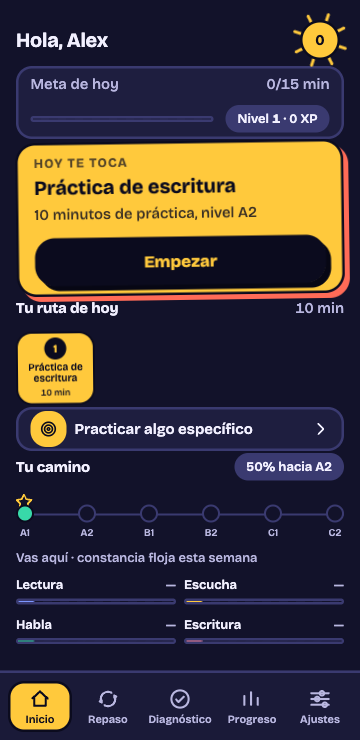 Hola, Alex
0
Meta de hoy
0/15 min
Nivel 1 · 0 XP
HOY TE TOCA
Práctica de escritura
10 minutos de práctica, nivel A2
Empezar
Tu ruta de hoy
10 min
1
Práctica de
escritura
10 min
Practicar algo específico
Tu camino
50% hacia A2
A1
A2
B1
B2
C1
C2
Vas aquí · constancia floja esta semana
Lectura
—
Escucha
—
Habla
—
Escritura
—
Inicio
Repaso
Diagnóstico
Progreso
Ajustes